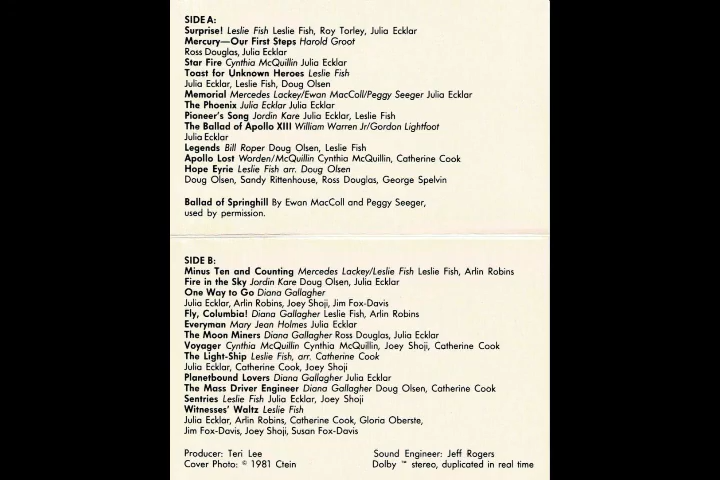 SIDE A:
Surprise! Leslie Fish Leslie Fish, Roy Torley, Julia Ecklar
Mercury—Our First Steps Harold Groot
Ross Douglas, Julia Ecklar
Star Fire Cynthia McQuillin Julia Ecklar
Toast for Unknown Heroes Leslie Fish
Julia Ecklar, Leslie Fish, Doug Olsen
Memorial Mercedes Lackey/Ewan MacColl/Peggy Seeger Julia Ecklar
The Phoenix Julia Ecklar Julia Ecklar
Pioneer's Song Jordin Kare Julia Ecklar, Leslie Fish
The Ballad of Apollo XIII William Warren Jr/Gordon Lightfoot
Julia Ecklar
Legends Bill Roper Doug Olsen, Leslie Fish
Apollo Lost Worden/McQuillin Cynthia McQuillin, Catherine Cook
Hope Eyrie Leslie Fish arr. Doug Olsen
Doug Olsen, Sandy Rittenhouse, Ross Douglas, George Spelvin
Ballad of Springhill By Ewan MacColl and Peggy Seeger,
used by permission.
SIDE B:
Minus Ten and Counting Mercedes Lackey/Leslie Fish Leslie Fish, Arlin Robins
Fire in the Sky Jordin Kare Doug Olsen, Julia Ecklar
One Way to Go Diana Gallagher
Julia Ecklar, Arlin Robins, Joey Shoji, Jim Fox-Davis
Fly, Columbia! Diana Gallagher Leslie Fish, Arlin Robins
Everyman Mary Jean Holmes Julia Ecklar
The Moon Miners Diana Gallagher Ross Douglas, Julia Ecklar
Voyager Cynthia McQuillin Cynthia McQuillin, Joey Shoji, Catherine Cook
The Light-Ship Leslie Fish, arr. Catherine Cook
Julia Ecklar, Catherine Cook, Joey Shoji
Planetbound Lovers Diana Gallagher Julia Ecklar
The Mass Driver Engineer Diana Gallagher Doug Olsen, Catherine Cook
Sentries Leslie Fish Julia Ecklar, Joey Shoji
Witnesses' Waltz Leslie Fish
Julia Ecklar, Arlin Robins, Catherine Cook, Gloria Oberste,
Jim Fox-Davis, Joey Shoji, Susan Fox-Davis
Producer: Teri Lee Sound Engineer: Jeff Rogers
Cover Photo: © 1981 Ctein Dolby ™ stereo, duplicated in real time